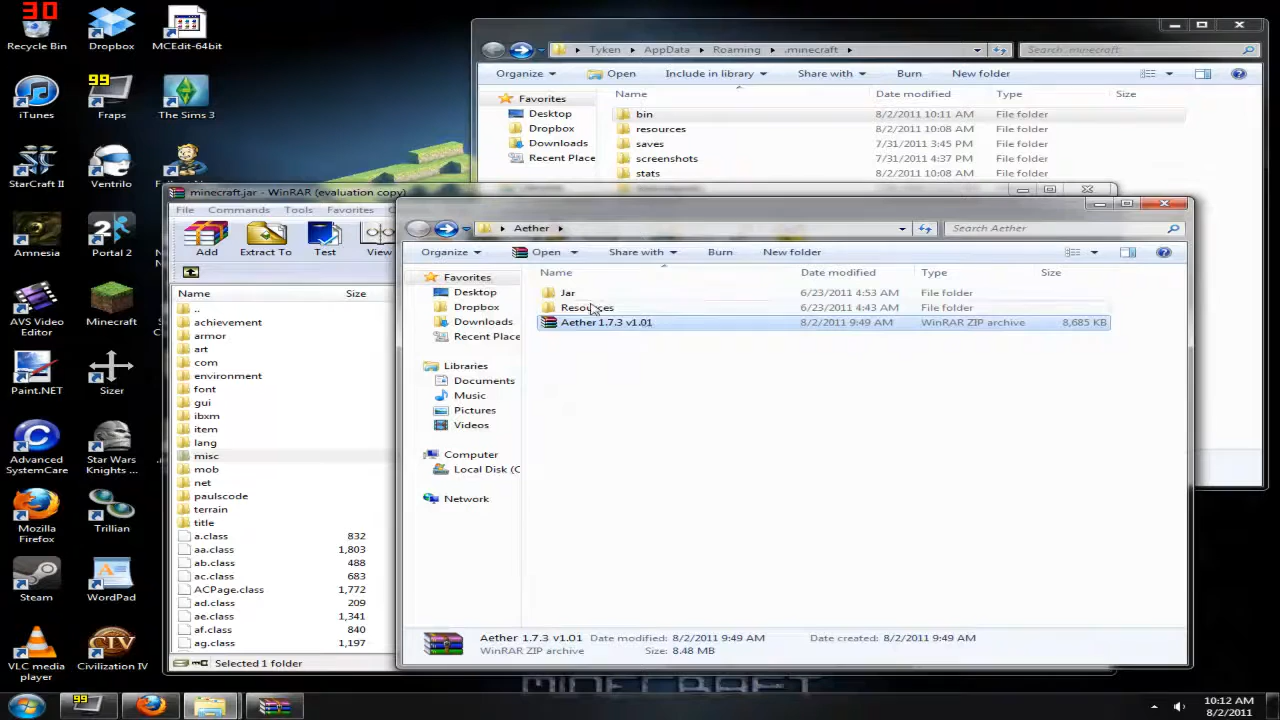 30
Recycle Bin
Dropbox
MCEdit-64bit
iTunes
99
Fraps
The Sims 3
StarCraft II
Ventrilo
Amnesia
Portal 2
AVS Video
Editor
Minecraft
Paint.NET
Sizer
Advanced
SystemCare
Star Wars
Knights ...
Mozilla
Firefox
Trillian
Steam
WordPad
VLC media
player
Civilization IV
Tyken
AppData
Roaming
.minecraft
Search .minecraft
Organize
Open
Include in library
Share with
Burn
New folder
Favorites
Desktop
Dropbox
Downloads
Recent Place
Name
Date modified
Type
Size
bin 8/2/2011 10:11 AM File folder
resources 8/2/2011 10:08 AM File folder
saves 7/31/2011 3:45 PM File folder
screenshots 7/31/2011 4:37 PM File folder
stats 8/2/2011 10:08 AM File folder
minecraft.jar - WinRAR (evaluation copy)
File Commands Tools Favorites
Add Extract To Test View
Name Size
..
achievement
armor
art
com
environment
font
gui
ibxm
item
lang
misc
mob
net
paulscode
terrain
title
a.class 832
aa.class 1,803
ab.class 488
ac.class 683
ACPage.class 1,772
ad.class 209
ae.class 1,341
af.class 840
ag.class 1,197
Selected 1 folder
Aether
Search Aether
Organize Open Share with Burn New folder
Favorites
Desktop
Dropbox
Downloads
Recent Place
Libraries
Documents
Music
Pictures
Videos
Computer
Local Disk (C
Network
Name Date modified Type Size
Jar 6/23/2011 4:53 AM File folder
Resources 6/23/2011 4:43 AM File folder
Aether 1.7.3 v1.01 8/2/2011 9:49 AM WinRAR ZIP archive 8,685 KB
Aether 1.7.3 v1.01 Date modified: 8/2/2011 9:49 AM Date created: 8/2/2011 9:49 AM
WinRAR ZIP archive Size: 8.48 MB
MINECRAFT
99
10:12 AM
8/2/2011